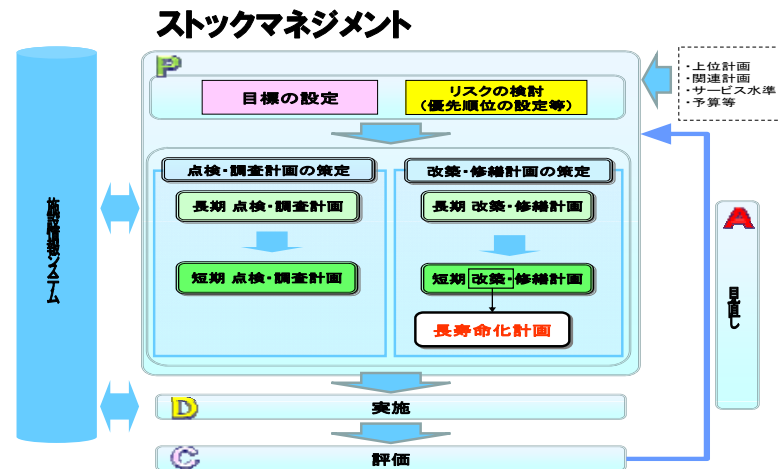 ストックマネジメント
P
目標の設定
リスクの検討
(優先順位の設定等)
・上位計画
・関連計画
・サービス水準
・予算等
点検・調査計画の策定
長期 点検・調査計画
短期 点検・調査計画
改築・修繕計画の策定
長期 改築・修繕計画
短期 改築・修繕計画
長寿命化計画
施設情報システム
A
見直し
D
実施
C
評価